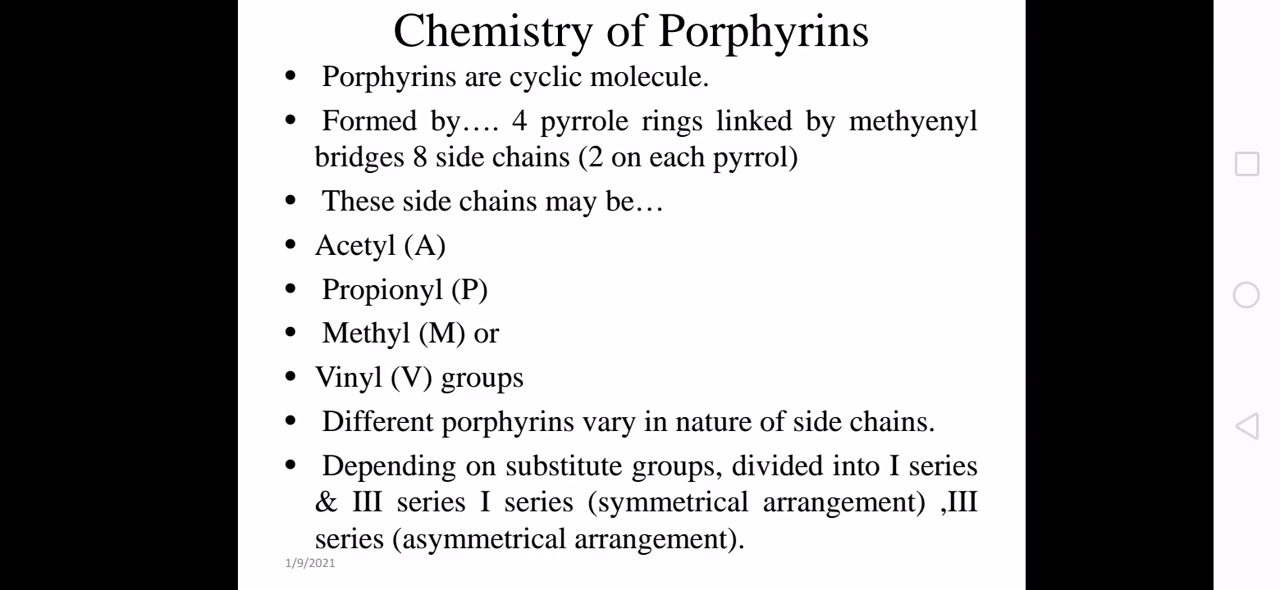 Chemistry of Porphyrins
• Porphyrins are cyclic molecule.
• Formed by…. 4 pyrrole rings linked by methyenyl
bridges 8 side chains (2 on each pyrrol)
• These side chains may be…
• Acetyl (A)
• Propionyl (P)
• Methyl (M) or
• Vinyl (V) groups
• Different porphyrins vary in nature of side chains.
• Depending on substitute groups, divided into I series
& III series I series (symmetrical arrangement) ,III
series (asymmetrical arrangement).
1/9/2021